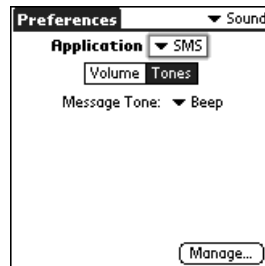 Preferences Sound
Application SMS
Volume Tones
Message Tone: Beep
Manage...